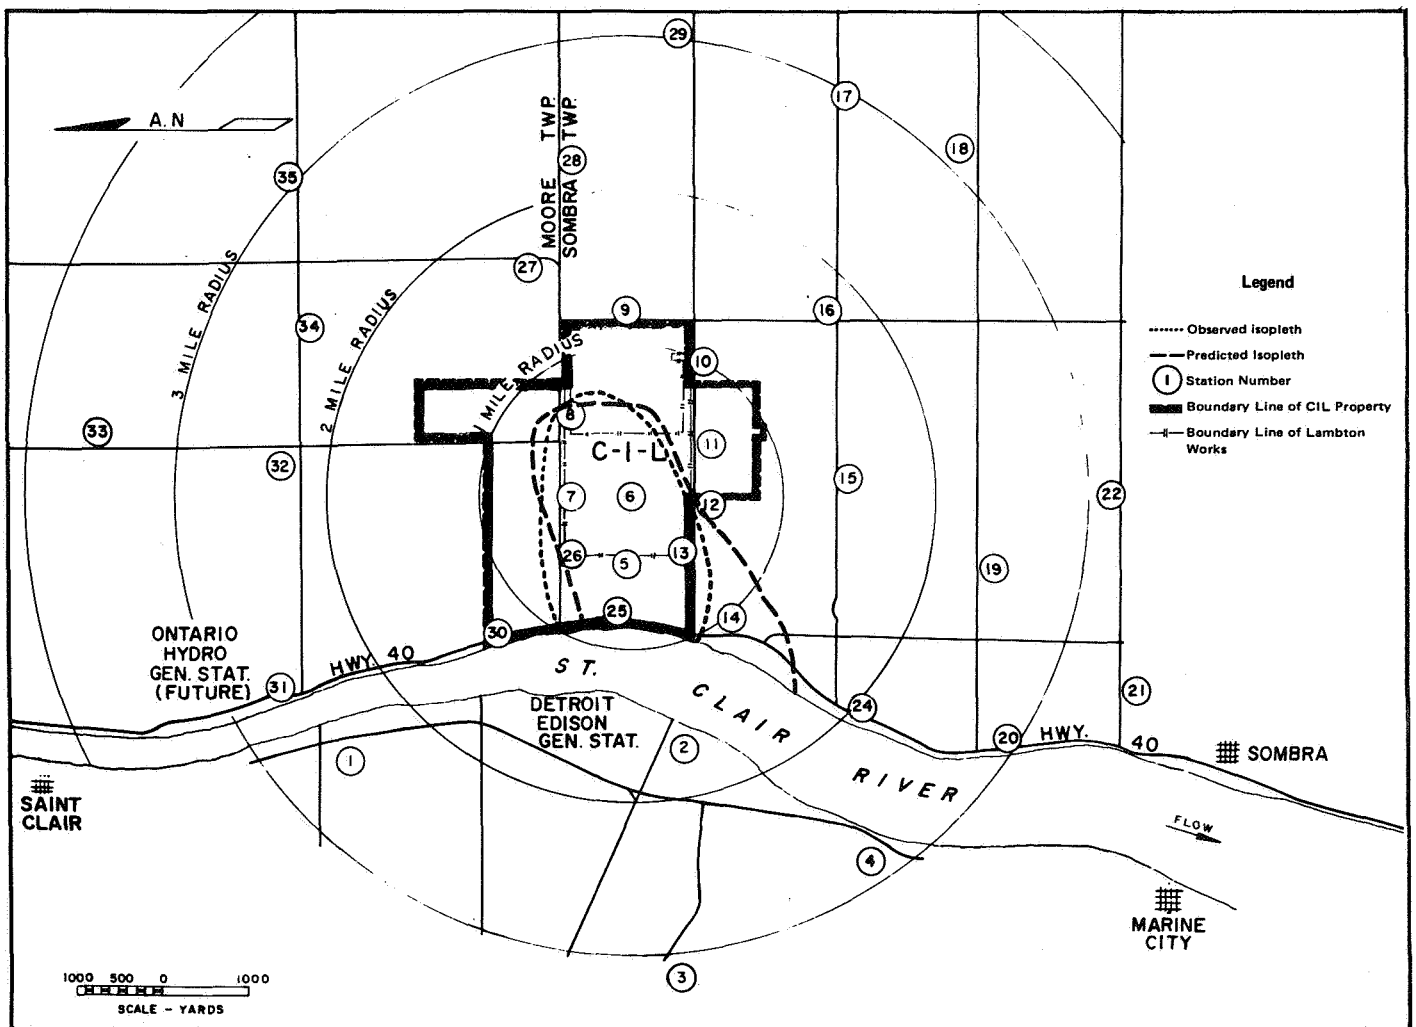 29
17
A.N
MOORE TWP.
SOMBRA TWP.
18
28
35
27
3 MILE RADIUS
2 MILE RADIUS
1 MILE RADIUS
Legend
9
16
34
Observed isopleth
Predicted Isopleth
1 Station Number
Boundary Line of CIL Property
Boundary Line of Lambton
Works
10
8
33
11
C-I-L
32
7
6
12
15
22
26
5
13
19
25
14
30
ONTARIO
HYDRO
GEN. STAT.
(FUTURE)
HWY. 40
31
ST. CLAIR RIVER
21
24
DETROIT
EDISON
GEN. STAT.
2
20
HWY. 40
SOMBRA
1
SAINT
CLAIR
FLOW
4
MARINE
CITY
3
1000 500 0 1000
SCALE - YARDS